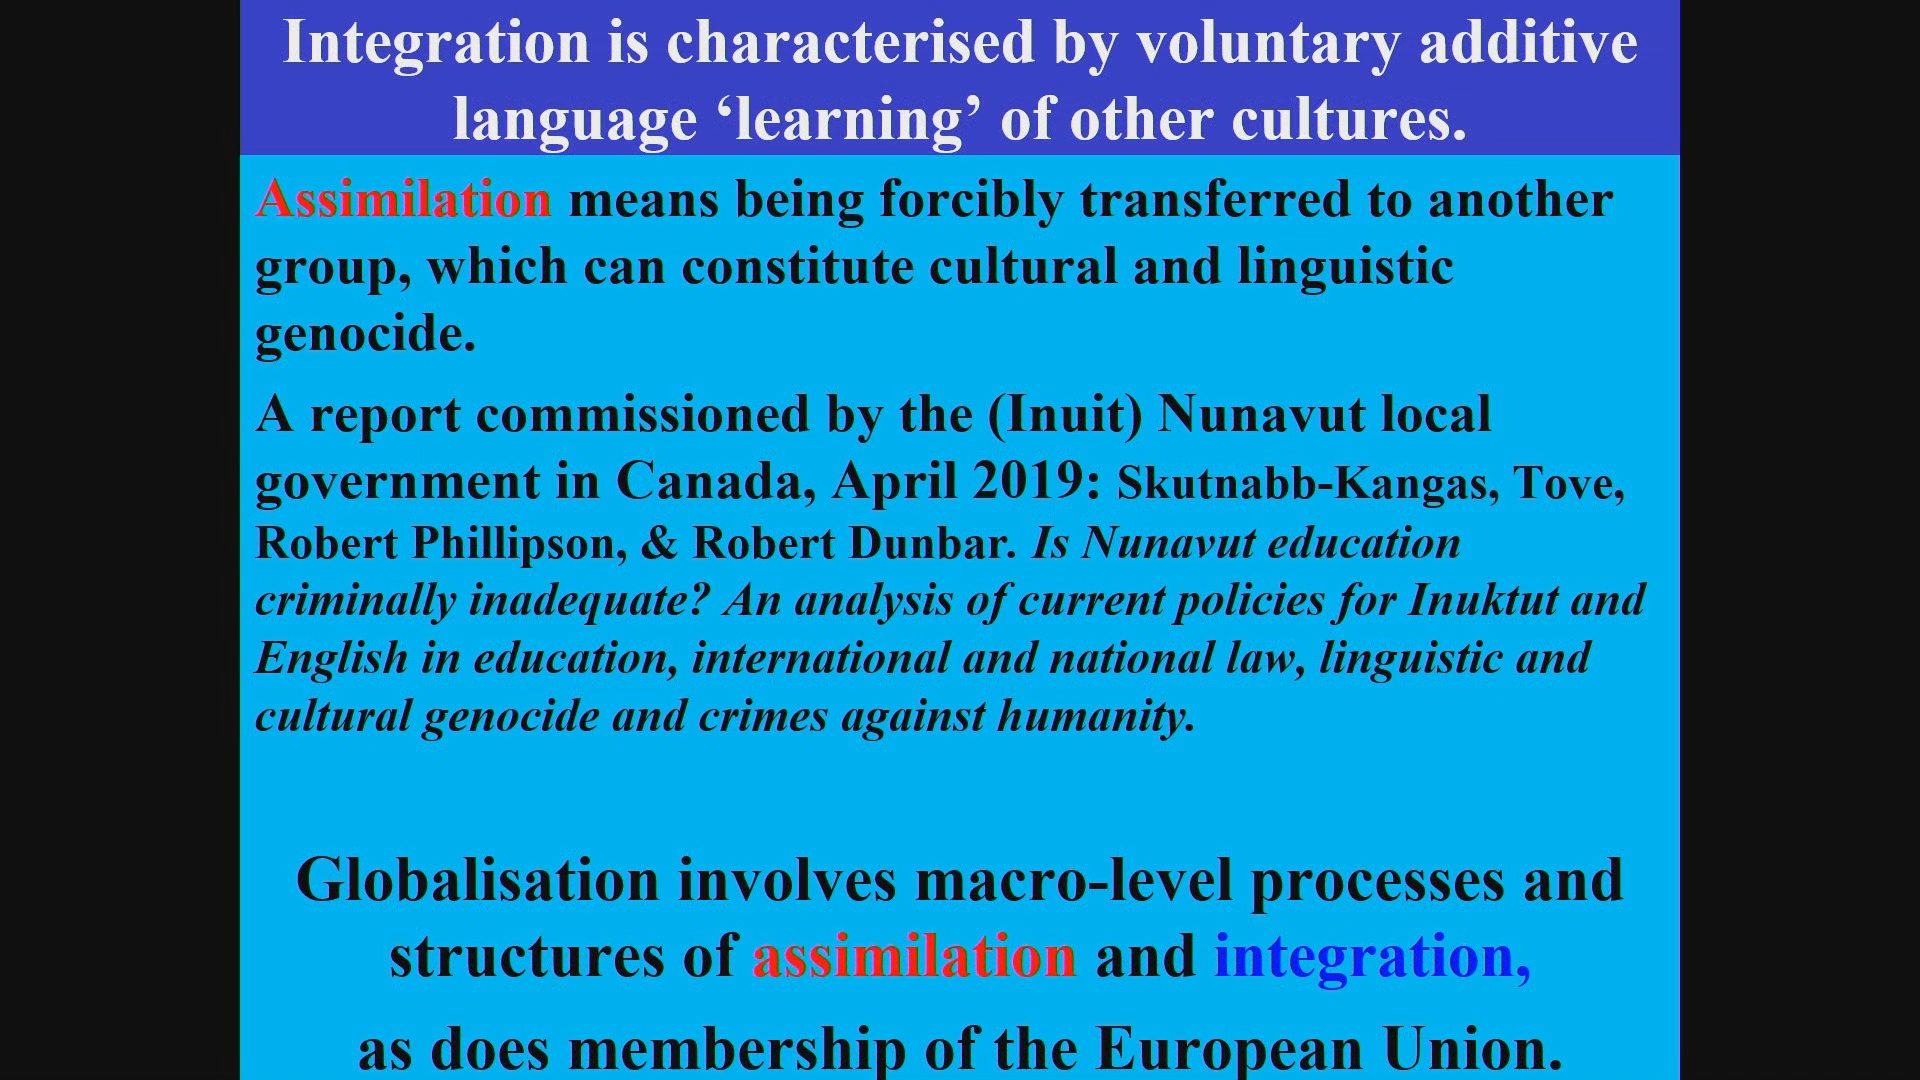 Integration is characterised by voluntary additive
language ‘learning’ of other cultures.
Assimilation means being forcibly transferred to another
group, which can constitute cultural and linguistic
genocide.
A report commissioned by the (Inuit) Nunavut local
government in Canada, April 2019: Skutnabb-Kangas, Tove,
Robert Phillipson, & Robert Dunbar. Is Nunavut education
criminally inadequate? An analysis of current policies for Inuktut and
English in education, international and national law, linguistic and
cultural genocide and crimes against humanity.
Globalisation involves macro-level processes and
structures of assimilation and integration,
as does membership of the European Union.